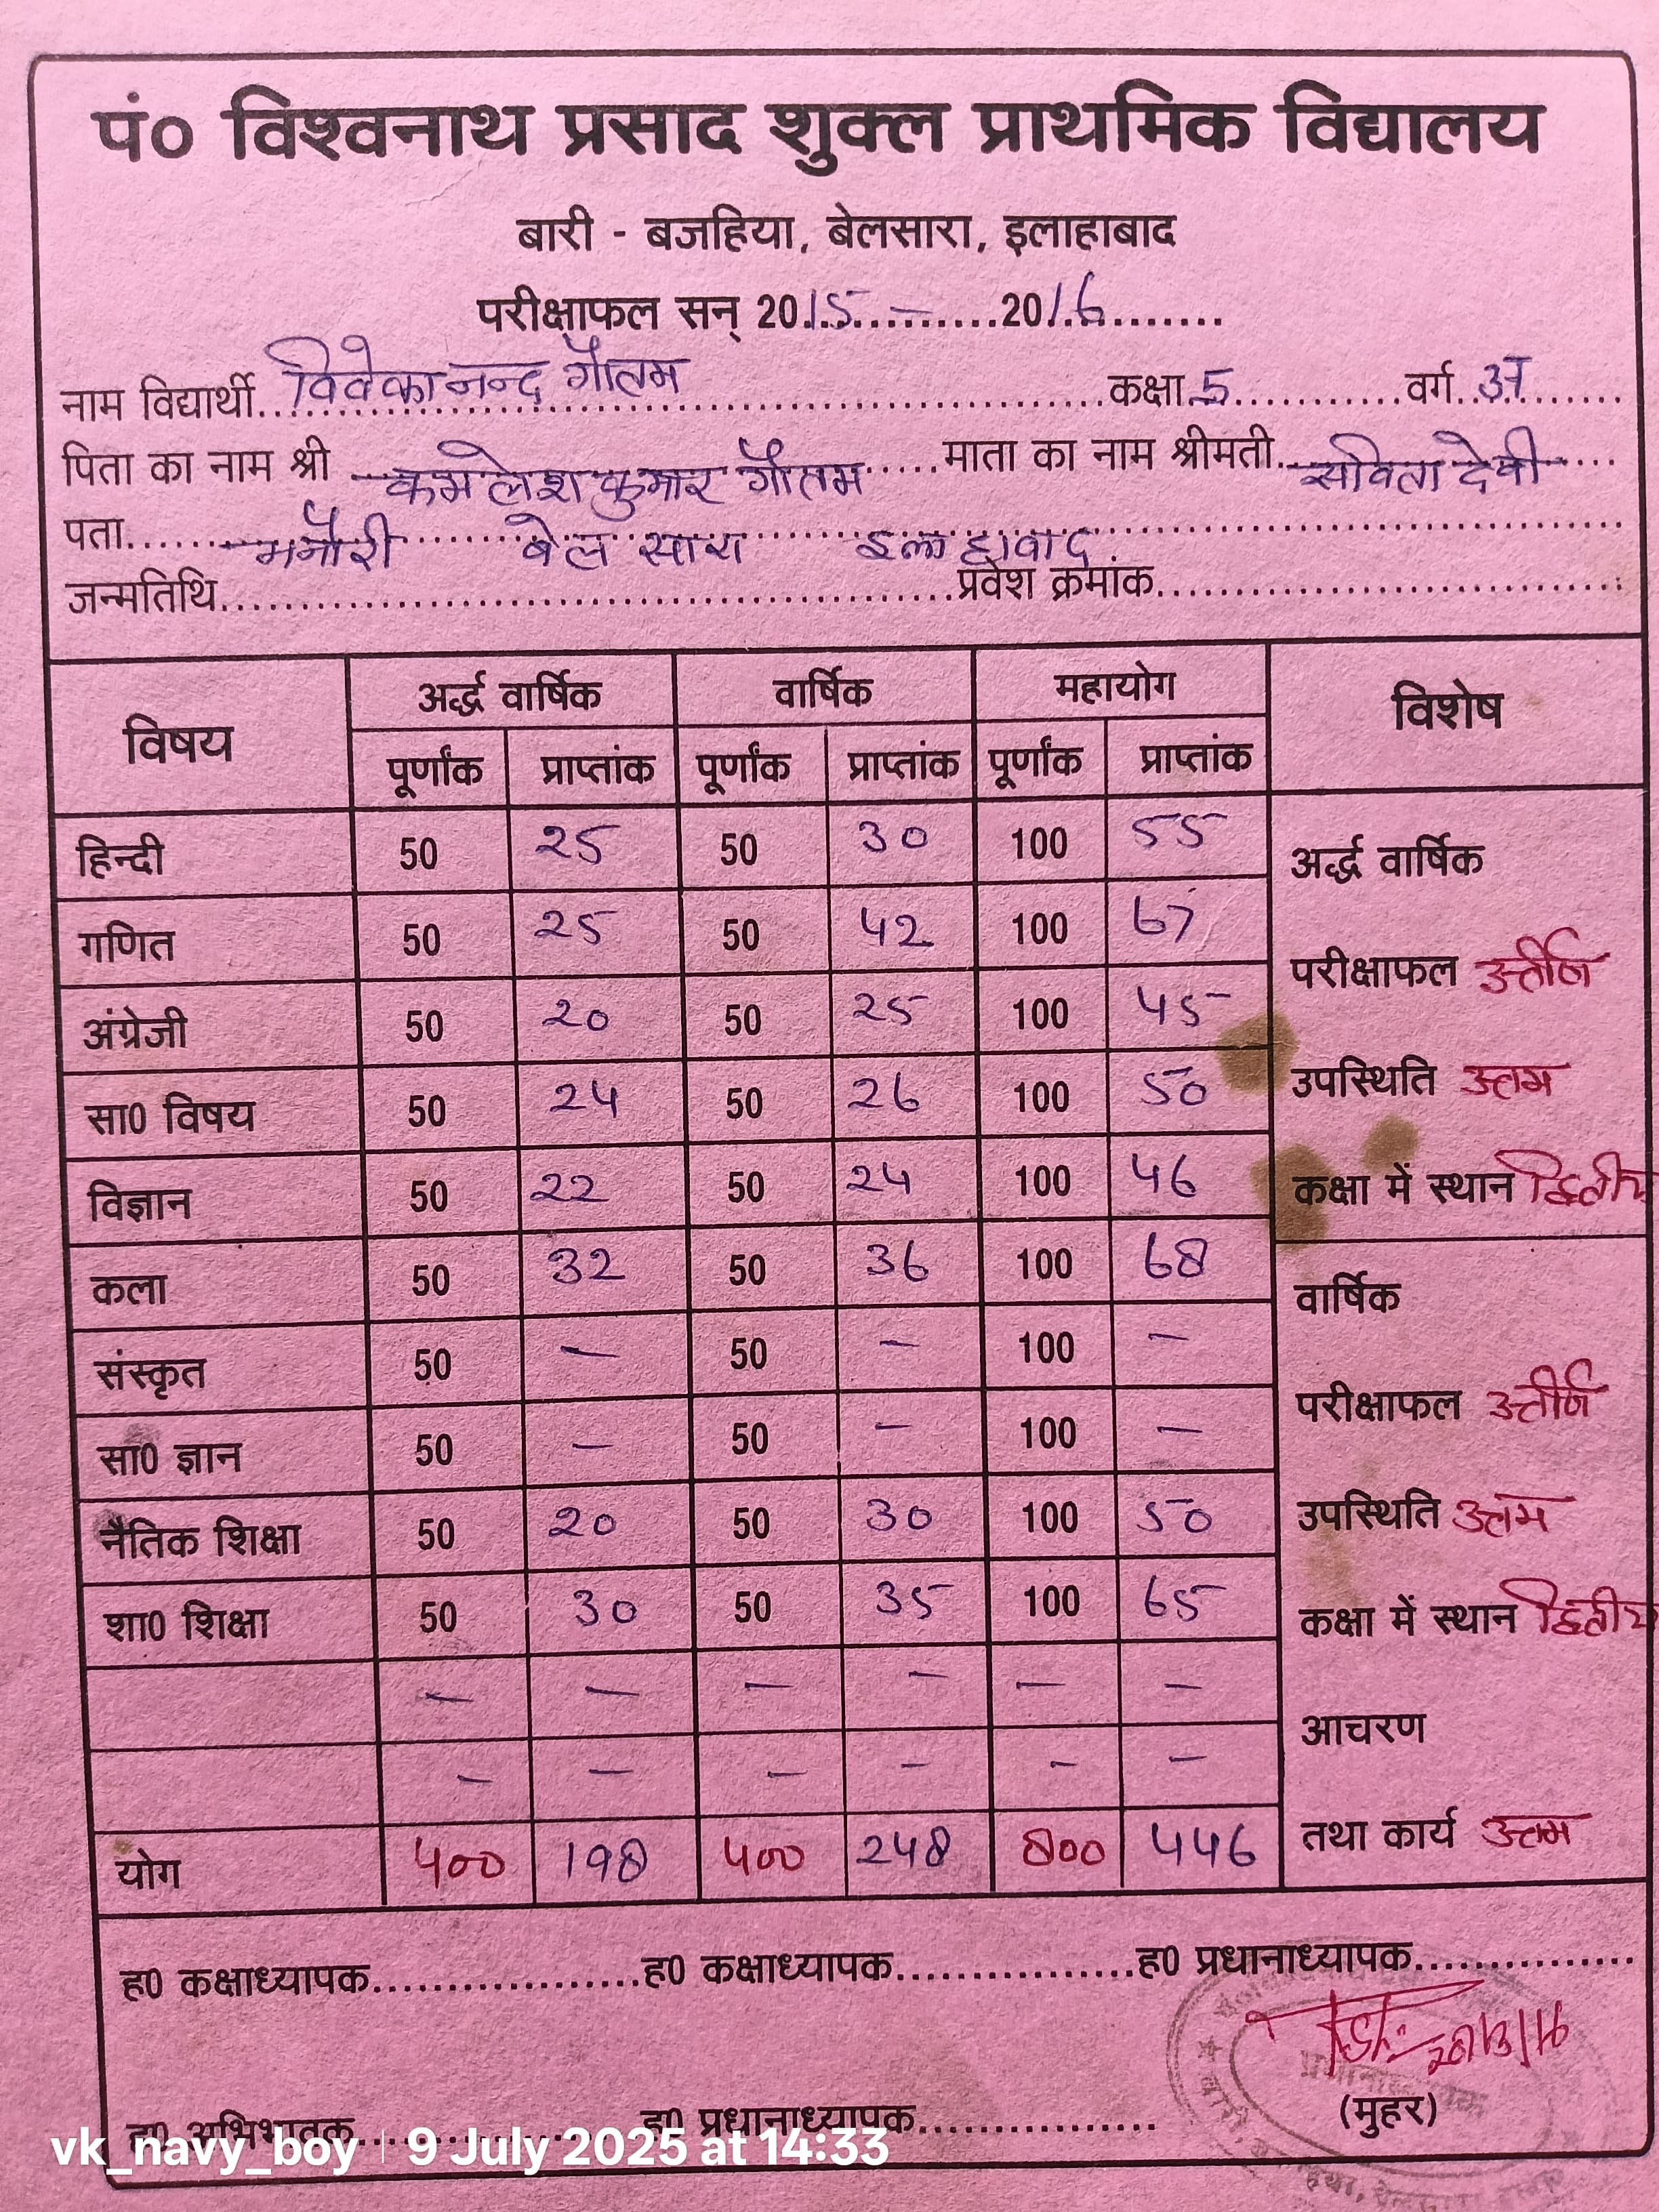 पं० विश्वनाथ प्रसाद शुक्ल प्राथमिक विद्यालय
बारी - बजहिया, बेलसारा, इलाहाबाद
परीक्षाफल सन् 2015 - 2016
नाम विद्यार्थी विवेकानन्द गौतम कक्षा 5 वर्ग अ
पिता का नाम श्री कमलेश कुमार गौतम माता का नाम श्रीमती सविता देवी
पता मनौरी बेल सारा इलाहाबाद
जन्मतिथि प्रवेश क्रमांक
विषय अर्द्ध वार्षिक वार्षिक महायोग विशेष
पूर्णांक प्राप्तांक पूर्णांक प्राप्तांक पूर्णांक प्राप्तांक
हिन्दी 50 25 50 30 100 55
अर्द्ध वार्षिक
गणित 50 25 50 42 100 67
परीक्षाफल उत्तीर्ण
अंग्रेजी 50 20 50 25 100 45
उपस्थिति उत्तम
सा0 विषय 50 24 50 26 100 50
विज्ञान 50 22 50 24 100 46
कक्षा में स्थान द्वितीय
कला 50 32 50 36 100 68
वार्षिक
संस्कृत 50 — 50 — 100 —
परीक्षाफल उत्तीर्ण
सा0 ज्ञान 50 — 50 — 100 —
उपस्थिति उत्तम
नैतिक शिक्षा 50 20 50 30 100 50
शा0 शिक्षा 50 30 50 35 100 65
कक्षा में स्थान द्वितीय
— — — — — —
आचरण
— — — — — —
तथा कार्य उत्तम
योग 400 198 400 248 800 446
ह0 कक्षाध्यापक ह0 कक्षाध्यापक ह0 प्रधानाध्यापक
28/3/16
प्रधानाध्यापक
(मुहर)
ह0 अभिभावक ह0 प्रधानाध्यापक
vk_navy_boy | 9 July 2025 at 14:33